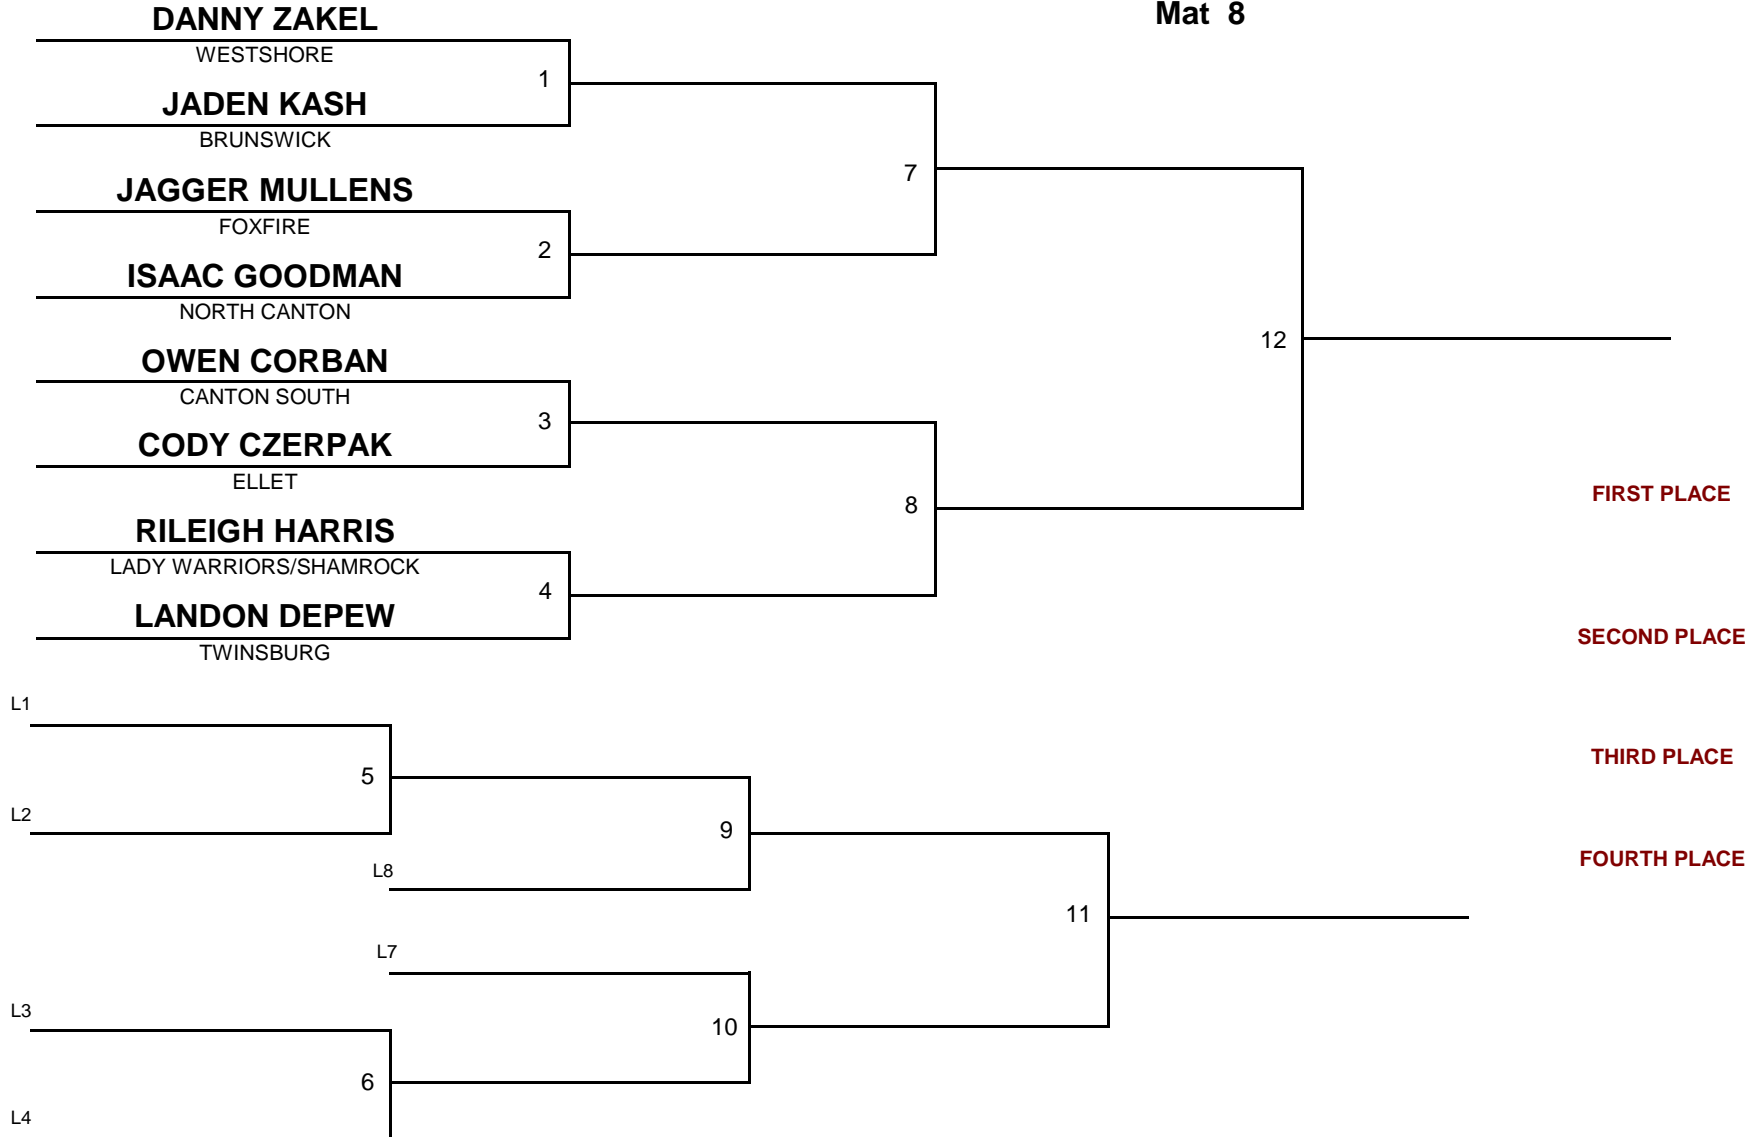 Mat 8
DANNY ZAKEL
WESTSHORE
1
JADEN KASH
BRUNSWICK
7
JAGGER MULLENS
FOXFIRE
2
ISAAC GOODMAN
NORTH CANTON
12
OWEN CORBAN
CANTON SOUTH
3
CODY CZERPAK
ELLET
8
FIRST PLACE
RILEIGH HARRIS
LADY WARRIORS/SHAMROCK
4
LANDON DEPEW
TWINSBURG
SECOND PLACE
L1
5
THIRD PLACE
L2
9
FOURTH PLACE
L8
11
L7
L3
10
6
L4